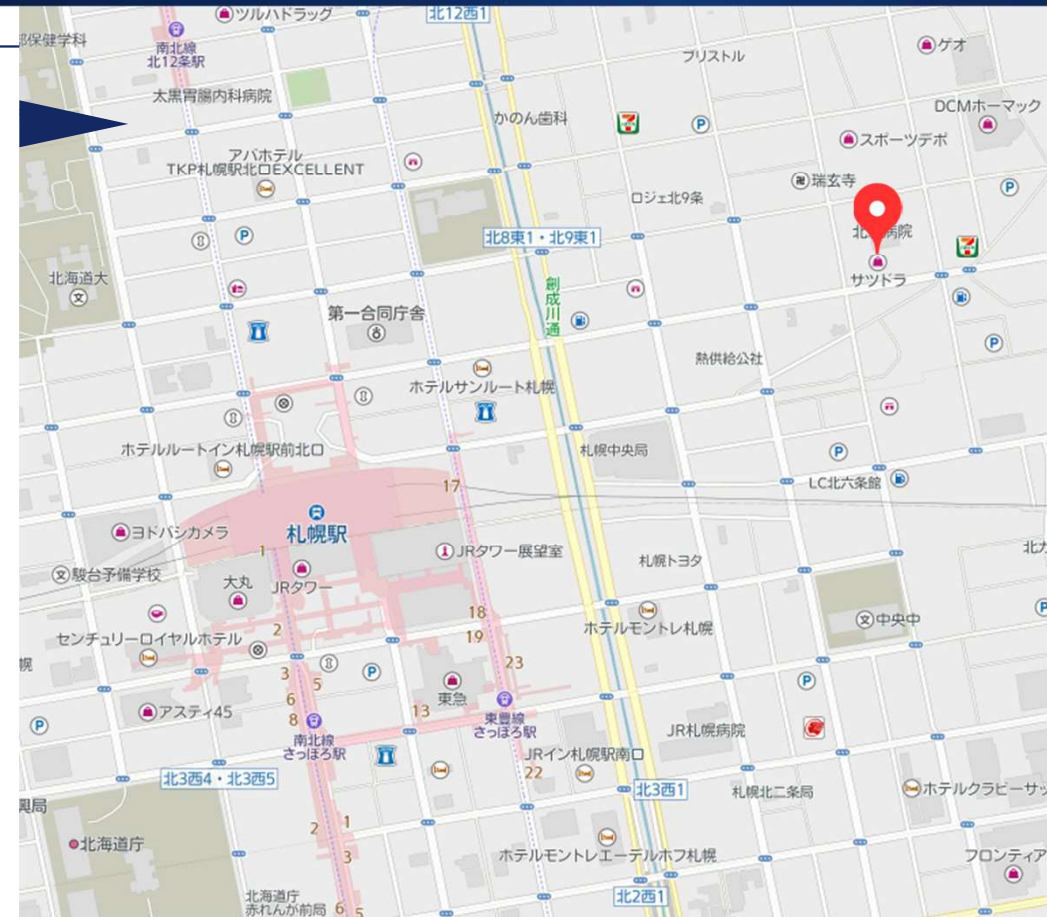 ツルハドラッグ
北12西1
部保健学科
南北線
北12条駅
ブリストル
ゲオ
太黒胃腸内科病院
かのん歯科
P
DCMホーマック
スポーツデポ
アパホテル
TKP札幌駅北口EXCELLENT
瑞玄寺
P
ロジェ北9条
P
北8東1・北9東1
病院
サツドラ
北海道大
創成川通
第一合同庁舎
P
熱供給公社
ホテルサンルート札幌
ホテルルートイン札幌駅前北口
札幌中央局
P
LC北六条館
17
札幌駅
ヨドバシカメラ
1
JRタワー展望室
札幌トヨタ
駿台予備学校
大丸
JRタワー
18
ホテルモントレ札幌
中央中
P
センチュリーロイヤルホテル
2
19
23
3
5
P
東急
6
アスティ45
8
13
東豊線
さっぽろ駅
P
P
南北線
さっぽろ駅
JR札幌病院
JRイン札幌駅南口
22
北3西4・北3西5
北3西1
札幌北二条局
ホテルクラビーサッ
興局
2
1
北海道庁
3
ホテルモントレエーデルホフ札幌
フロンティア
北海道庁
赤れんが前局
6
5
北2西1